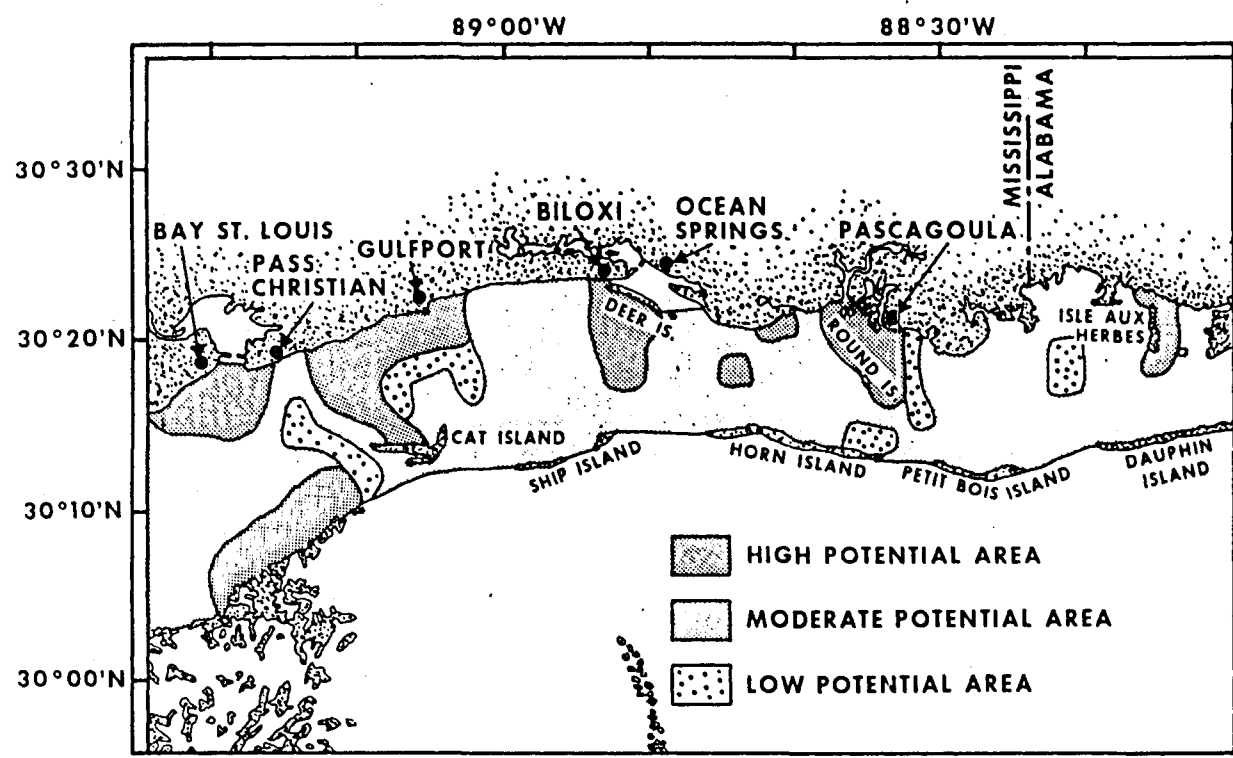 89°00'W
88°30'W
MISSISSIPPI
ALABAMA
30°30'N
BAY ST. LOUIS
PASS
CHRISTIAN
GULFPORT
BILOXI
OCEAN
SPRINGS
PASCAGOULA
DEER IS.
ROUND IS
ISLE AUX
HERBES
30°20'N
CAT ISLAND
SHIP ISLAND
HORN ISLAND
PETIT BOIS ISLAND
DAUPHIN
ISLAND
30°10'N
HIGH POTENTIAL AREA
MODERATE POTENTIAL AREA
30°00'N
LOW POTENTIAL AREA